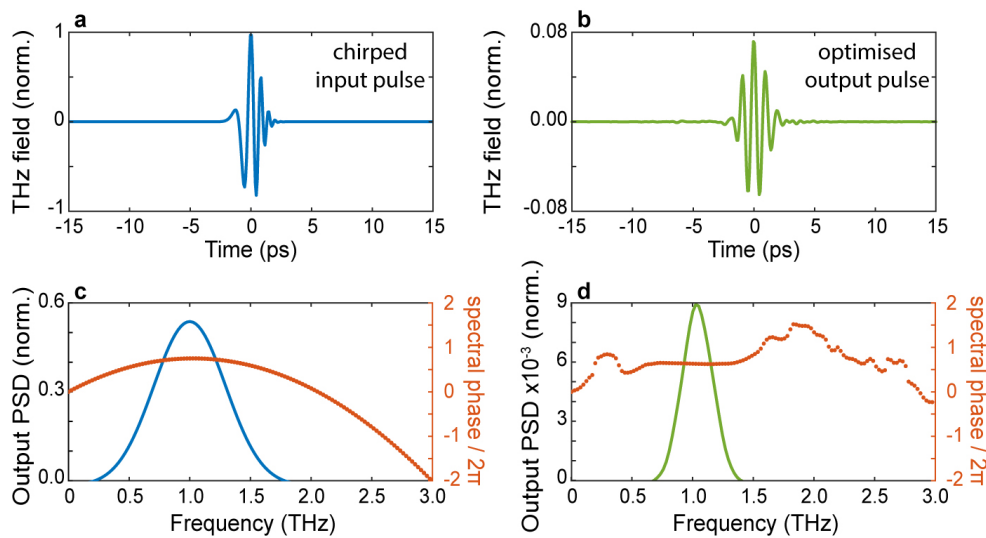 a
THz field (norm.)
1
0
-1
chirped
input pulse
-15 -10 -5 0 5 10 15
Time (ps)
b
THz field (norm.)
0.08
0.00
-0.08
optimised
output pulse
-15 -10 -5 0 5 10 15
Time (ps)
c
Output PSD (norm.)
0.6
0.3
0.0
2
1
0
-1
-2
spectral phase / 2π
0 0.5 1.0 1.5 2.0 2.5 3.0
Frequency (THz)
d
Output PSD x10-3 (norm.)
9
6
3
0
2
1
0
-1
-2
spectral phase / 2π
0 0.5 1.0 1.5 2.0 2.5 3.0
Frequency (THz)